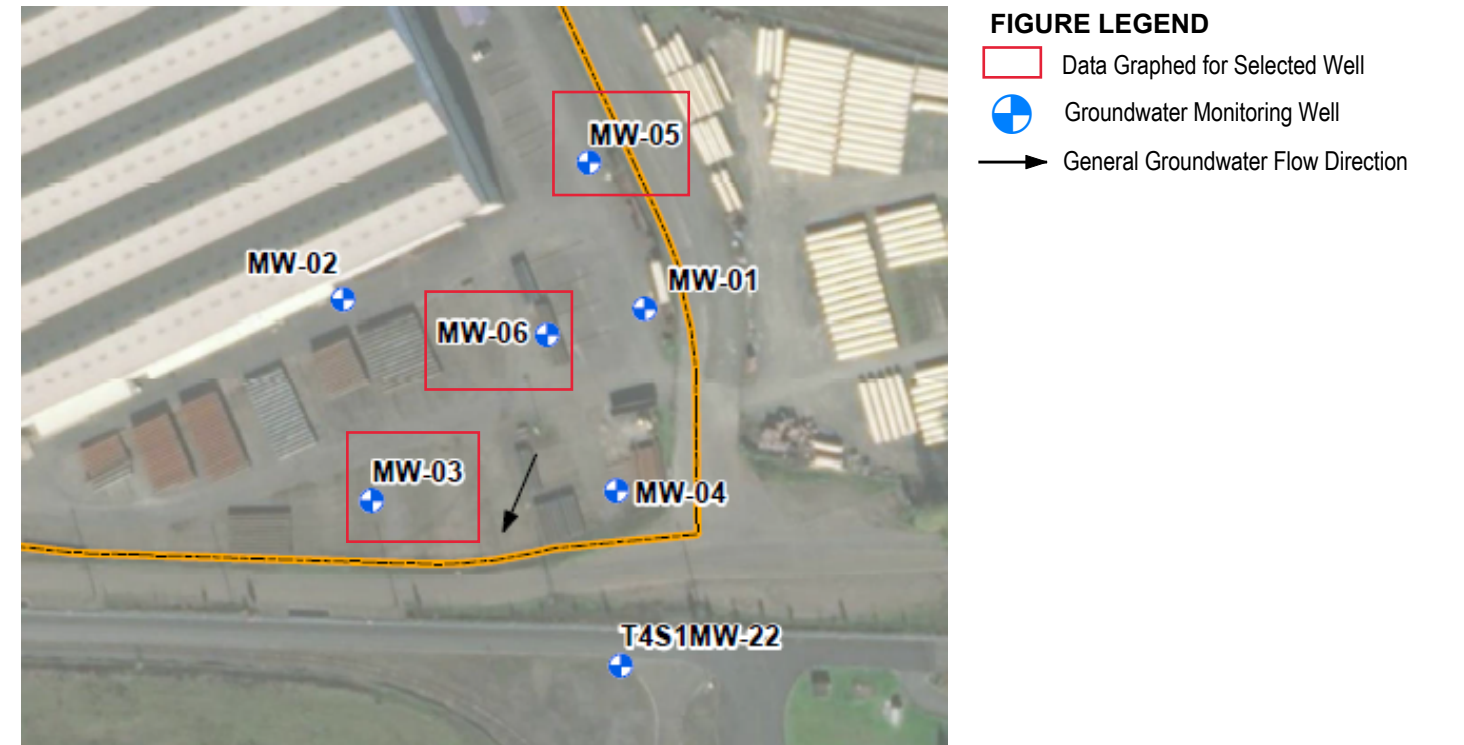 FIGURE LEGEND
Data Graphed for Selected Well
Groundwater Monitoring Well
General Groundwater Flow Direction
MW-05
MW-02
MW-01
MW-06
MW-03
MW-04
T4S1MW-22